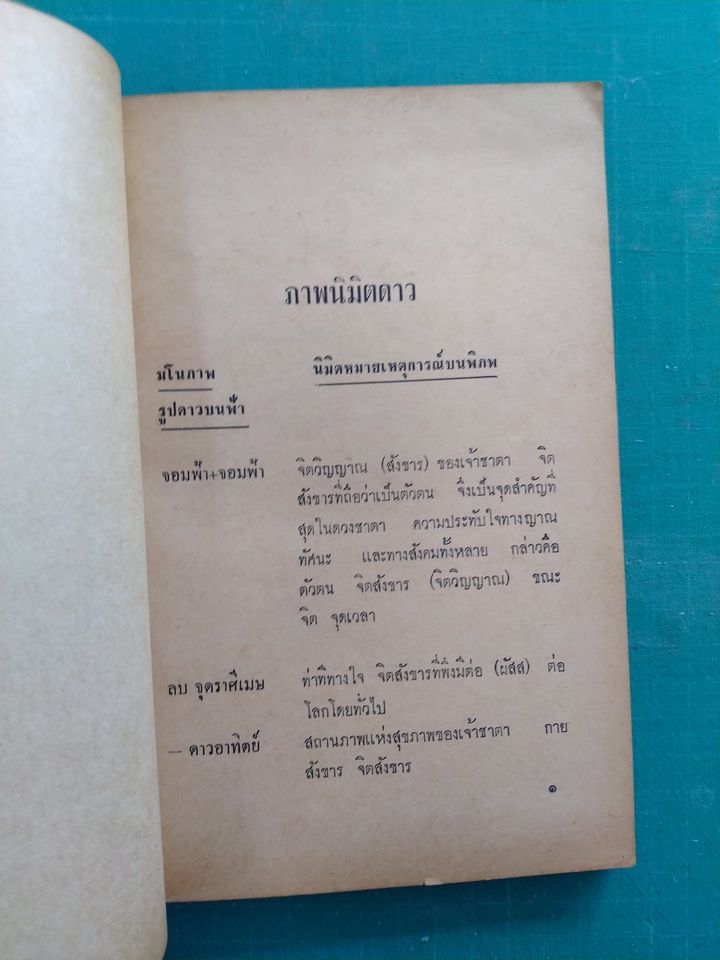 ภาพนิมิตดาว
มโนภาพ นิมิตหมายเหตุการณ์บนพิภพ
รูปดาวบนฟ้า
จอมฟ้า+จอมฟ้า จิตวิญญาณ (สังขาร) ของเจ้าชาตา จิต
สังขารที่ถือว่าเป็นตัวตน จึงเป็นจุดสำคัญที่
สุดในดวงชาตา ความประทับใจทางญาณ
ทัศนะ และทางสังคมทั้งหลาย กล่าวคือ
ตัวตน จิตสังขาร (จิตวิญญาณ) ขณะ
จิต จุดเวลา
ลบ จุดราศีเมษ ท่าทีทางใจ จิตสังขารที่พึงมีต่อ (ผัสส) ต่อ
โลกโดยทั่วไป
— ดาวอาทิตย์ สถานภาพแห่งสุขภาพของเจ้าชาตา กาย
สังขาร จิตสังขาร
๑